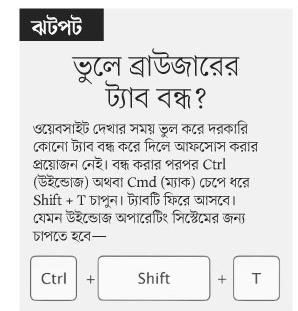 ঝটপট
ভুলে ব্রাউজারের
ট্যাব বন্ধ?
ওয়েবসাইট দেখার সময় ভুল করে দরকারি
কোনো ট্যাব বন্ধ করে দিলে আফসোস করার
প্রয়োজন নেই। বন্ধ করার পরপর Ctrl
(উইন্ডোজ) অথবা Cmd (ম্যাক) চেপে ধরে
Shift + T চাপুন। ট্যাবটি ফিরে আসবে।
যেমন উইন্ডোজ অপারেটিং সিস্টেমের জন্য
চাপতে হবে—
Ctrl + Shift + T